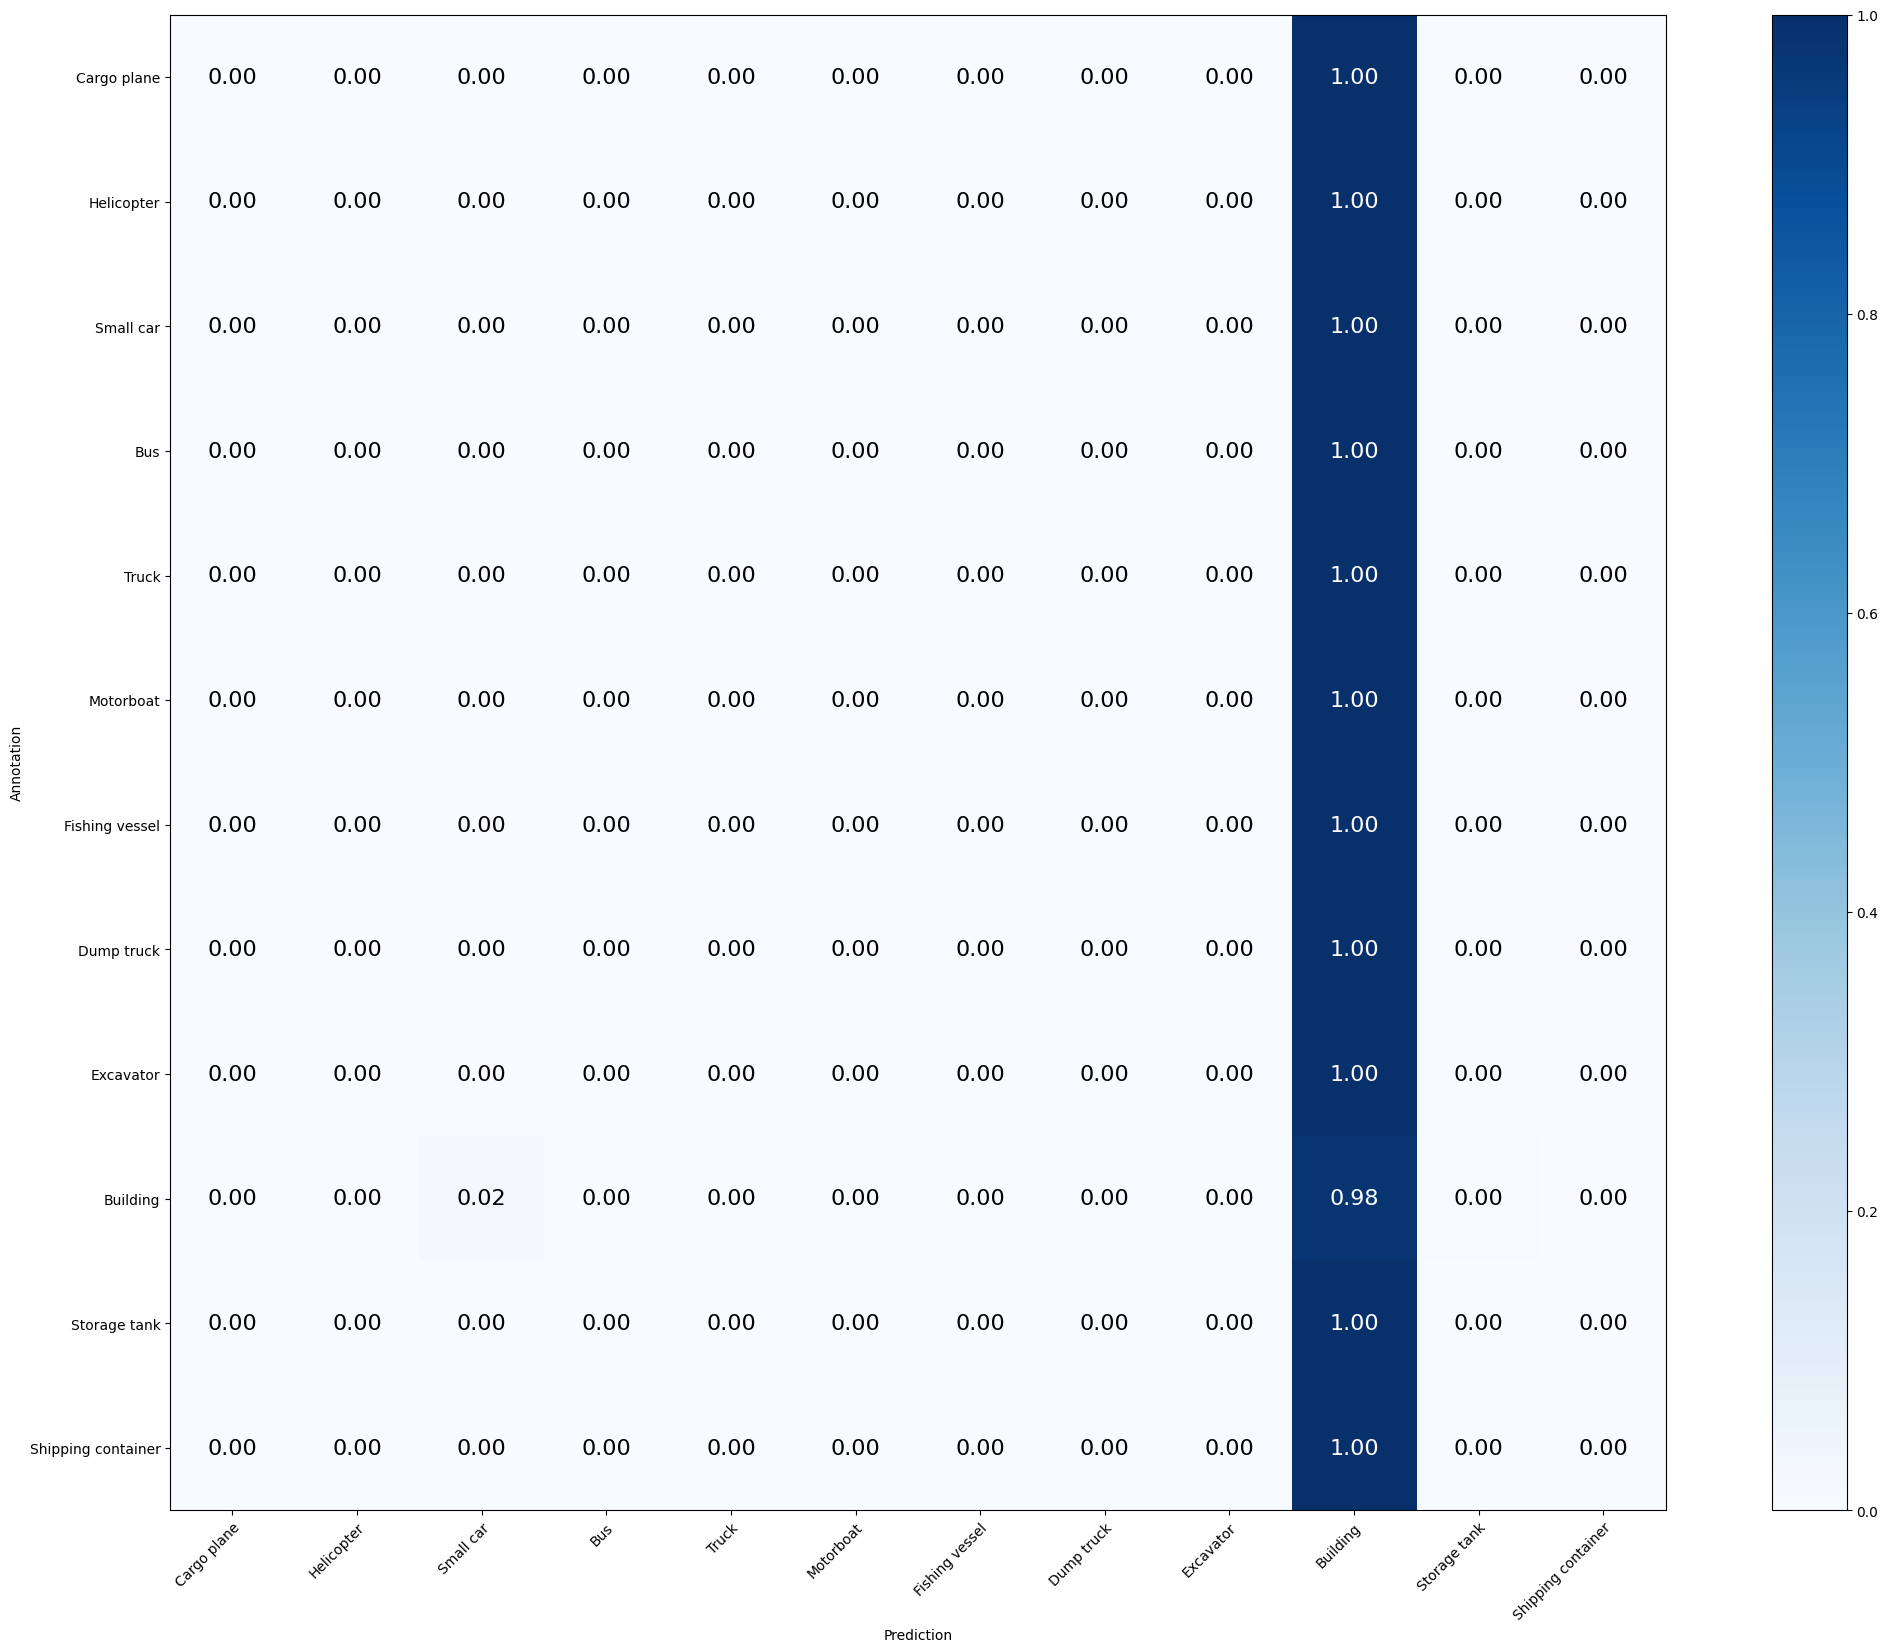 Cargo plane 0.00 0.00 0.00 0.00 0.00 0.00 0.00 0.00 0.00 1.00 0.00 0.00
Helicopter 0.00 0.00 0.00 0.00 0.00 0.00 0.00 0.00 0.00 1.00 0.00 0.00
Small car 0.00 0.00 0.00 0.00 0.00 0.00 0.00 0.00 0.00 1.00 0.00 0.00
Bus 0.00 0.00 0.00 0.00 0.00 0.00 0.00 0.00 0.00 1.00 0.00 0.00
Truck 0.00 0.00 0.00 0.00 0.00 0.00 0.00 0.00 0.00 1.00 0.00 0.00
Motorboat 0.00 0.00 0.00 0.00 0.00 0.00 0.00 0.00 0.00 1.00 0.00 0.00
Fishing vessel 0.00 0.00 0.00 0.00 0.00 0.00 0.00 0.00 0.00 1.00 0.00 0.00
Dump truck 0.00 0.00 0.00 0.00 0.00 0.00 0.00 0.00 0.00 1.00 0.00 0.00
Excavator 0.00 0.00 0.00 0.00 0.00 0.00 0.00 0.00 0.00 1.00 0.00 0.00
Building 0.00 0.00 0.02 0.00 0.00 0.00 0.00 0.00 0.00 0.98 0.00 0.00
Storage tank 0.00 0.00 0.00 0.00 0.00 0.00 0.00 0.00 0.00 1.00 0.00 0.00
Shipping container 0.00 0.00 0.00 0.00 0.00 0.00 0.00 0.00 0.00 1.00 0.00 0.00
Annotation
Cargo plane
Helicopter
Small car
Bus
Truck
Motorboat
Fishing vessel
Dump truck
Excavator
Building
Storage tank
Shipping container
Prediction
1.0
0.8
0.6
0.4
0.2
0.0